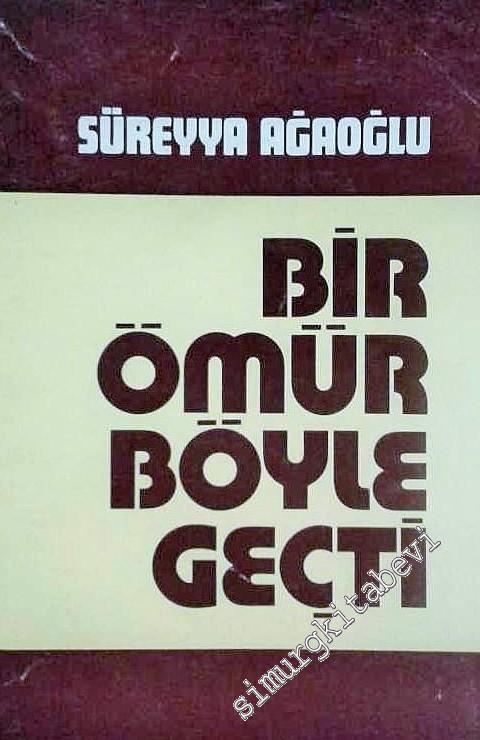 SÜREYYA AĞAOĞLU
BİR
ÖMÜR
BÖYLE
GEÇTİ
simurgkitabevi